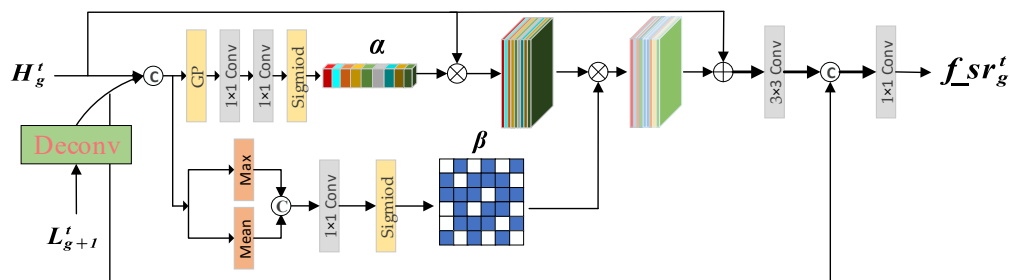 H_g^t
Deconv
L_{g+1}^t
C
GP
1×1 Conv
1×1 Conv
Sigmiod
α
3×3 Conv
C
1×1 Conv
f_sr_g^t
Max
Mean
C
1×1 Conv
Sigmiod
β